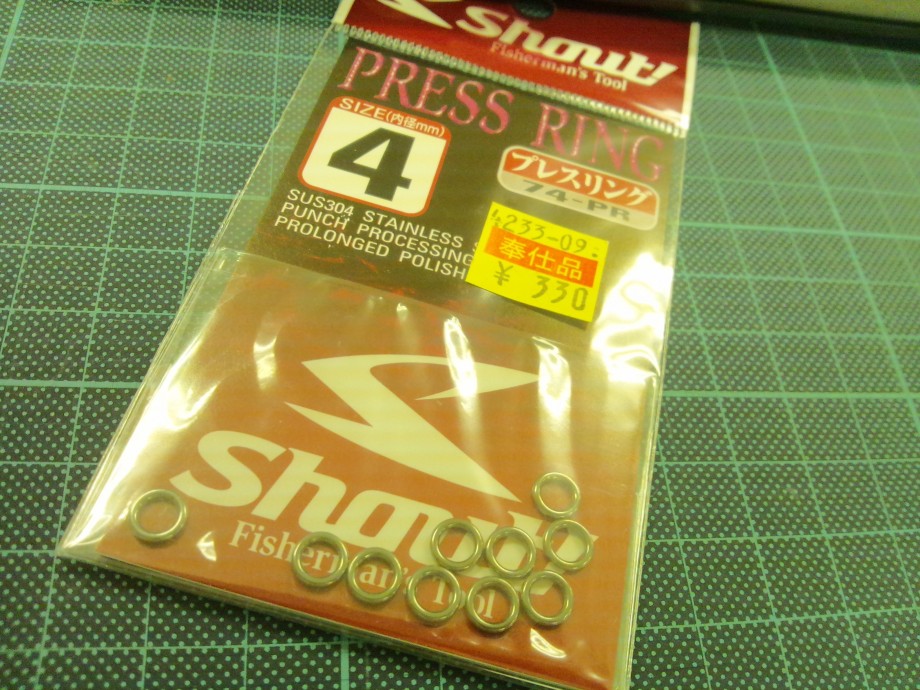 Shout!
Fisherman's Tool
PRESS RING
SIZE(内径mm)
4
プレスリング
74-PR
SUS304 STAINLESS
PUNCH PROCESSING
PROLONGED POLISH
4233-09
奉仕品
¥ 330
Shout!
Fisherman's Tool